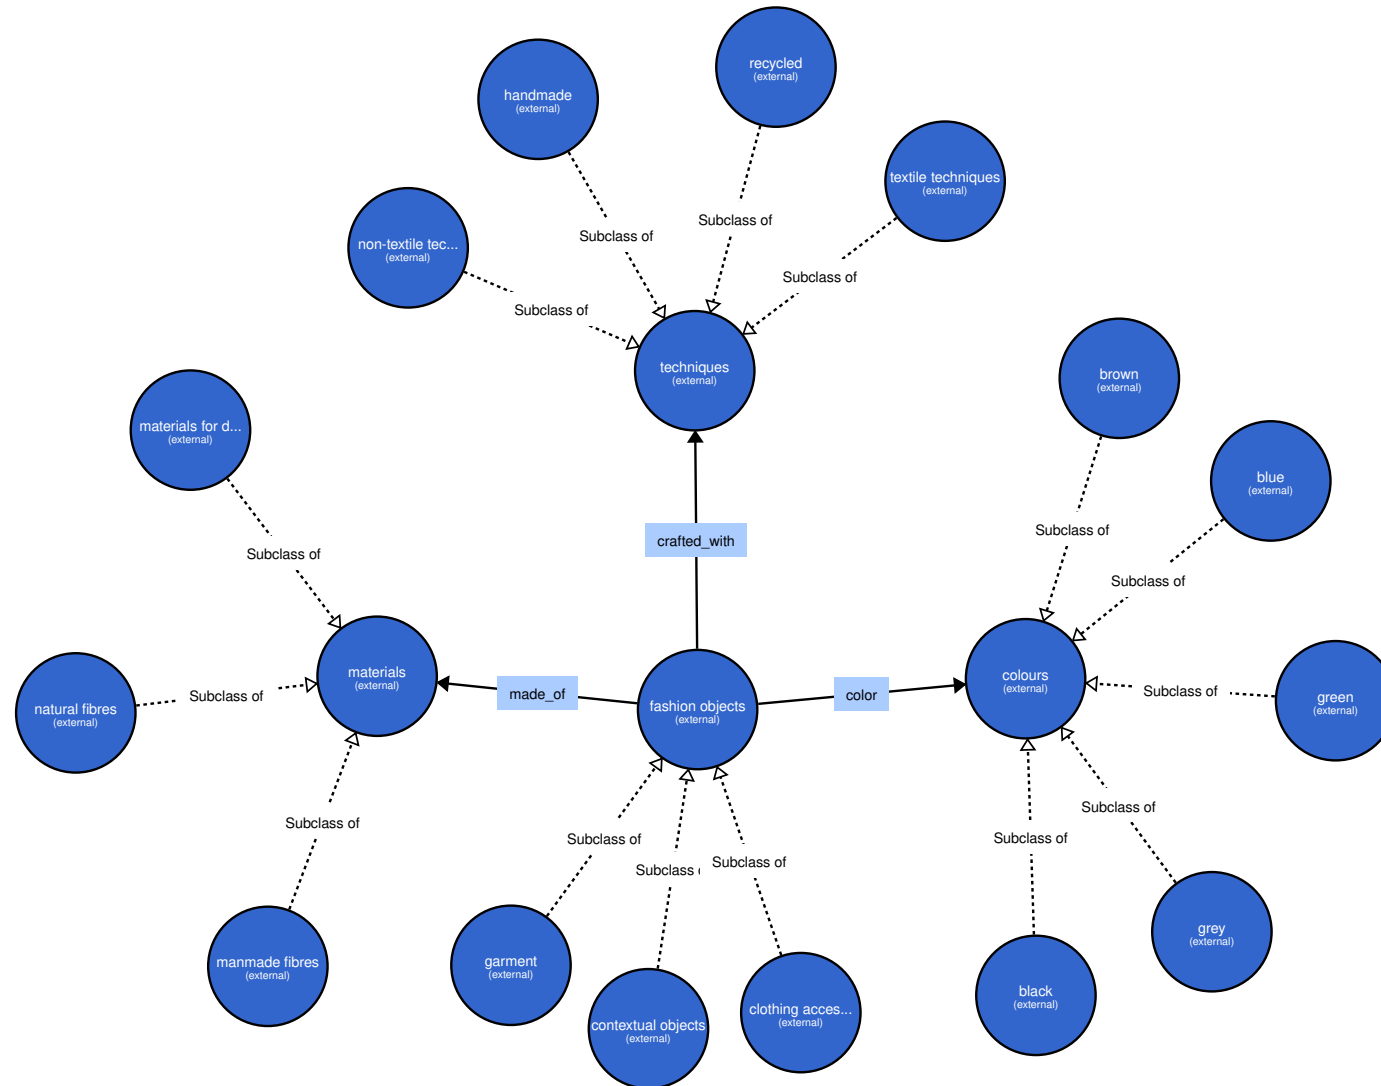 recycled
(external)
handmade
(external)
textile techniques
(external)
Subclass of
Subclass of
non-textile tec...
(external)
Subclass of
Subclass of
techniques
(external)
brown
(external)
materials for d...
(external)
blue
(external)
Subclass of
crafted_with
Subclass of
Subclass of
materials
(external)
colours
(external)
Subclass of
made_of
color
Subclass of
natural fibres
(external)
fashion objects
(external)
green
(external)
Subclass of
Subclass of
Subclass of
Subclass of
Subclass
Subclass of
grey
(external)
manmade fibres
(external)
garment
(external)
black
(external)
contextual objects
(external)
clothing acces...
(external)